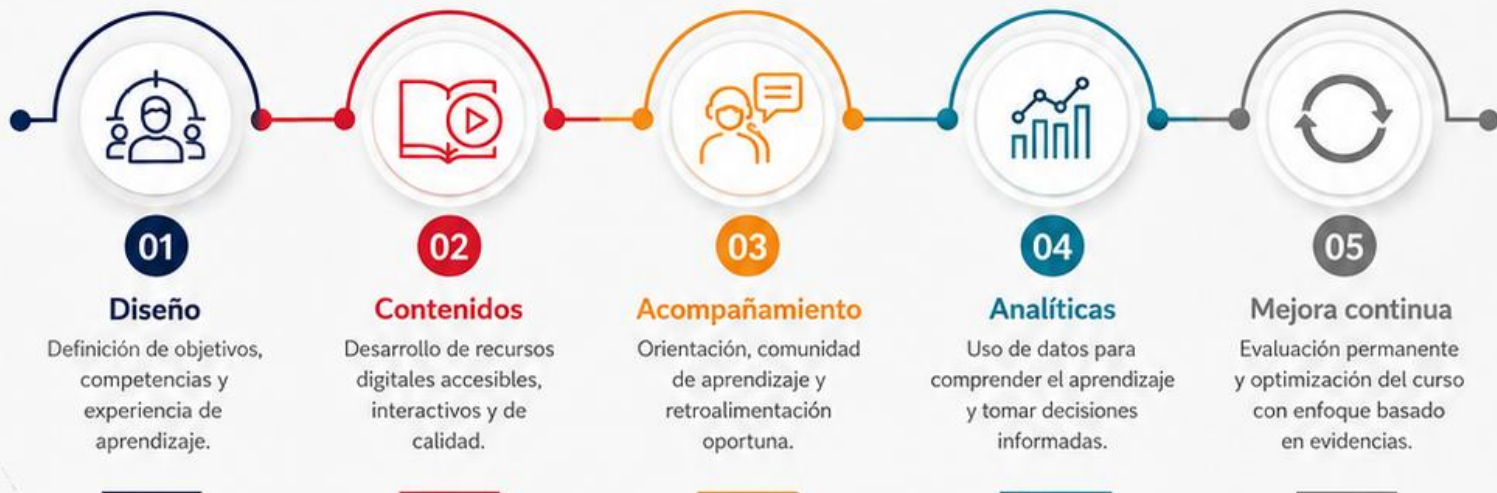 01
Diseño
Definición de objetivos,
competencias y
experiencia de
aprendizaje.
02
Contenidos
Desarrollo de recursos
digitales accesibles,
interactivos y de
calidad.
03
Acompañamiento
Orientación, comunidad
de aprendizaje y
retroalimentación
oportuna.
04
Analíticas
Uso de datos para
comprender el aprendizaje
y tomar decisiones
informadas.
05
Mejora continua
Evaluación permanente
y optimización del curso
con enfoque basado
en evidencias.